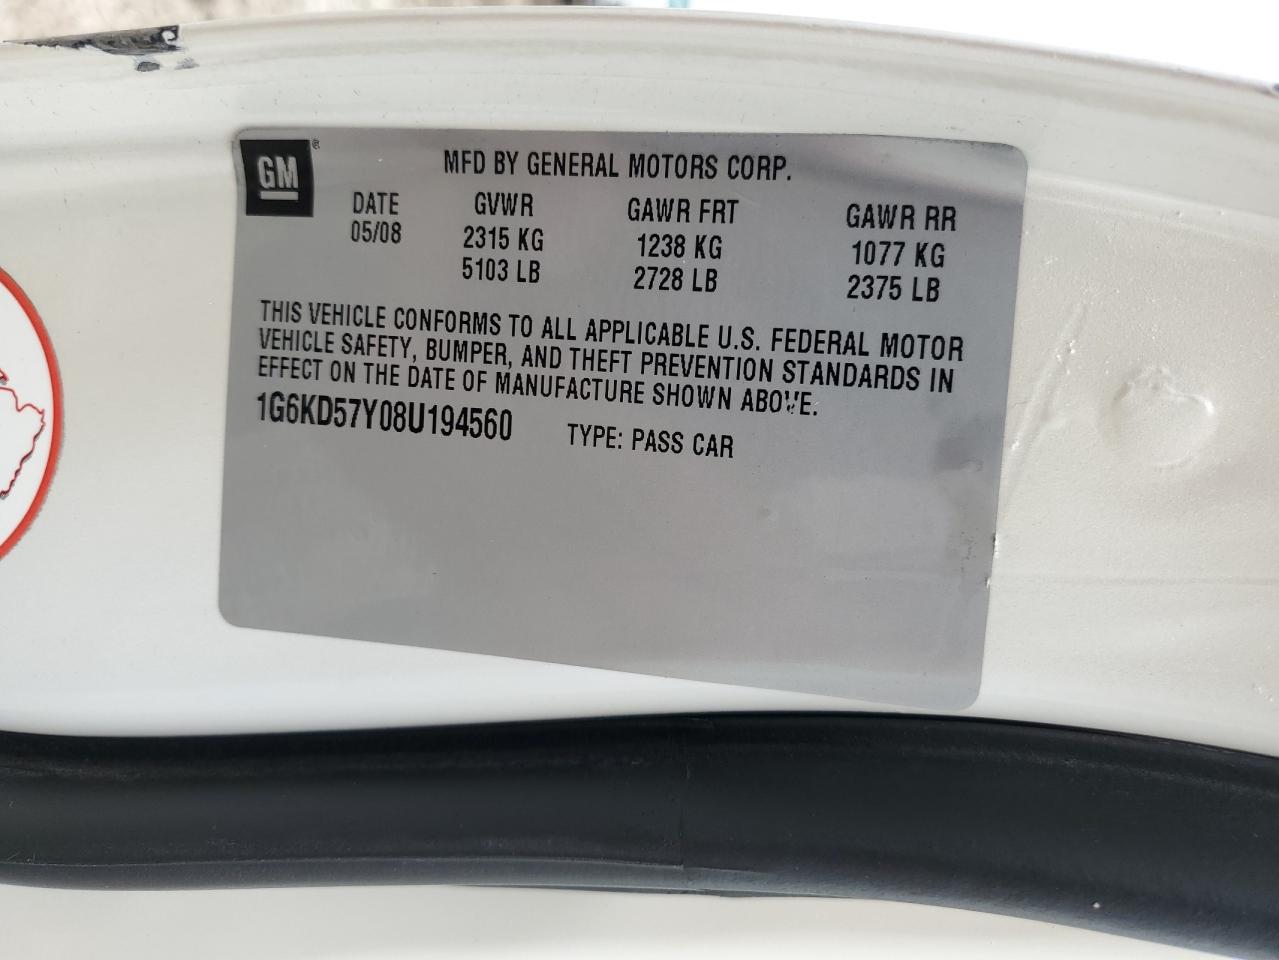 GM®
MFD BY GENERAL MOTORS CORP.
DATE GVWR GAWR FRT GAWR RR
05/08 2315 KG 1238 KG 1077 KG
5103 LB 2728 LB 2375 LB
THIS VEHICLE CONFORMS TO ALL APPLICABLE U.S. FEDERAL MOTOR
VEHICLE SAFETY, BUMPER, AND THEFT PREVENTION STANDARDS IN
EFFECT ON THE DATE OF MANUFACTURE SHOWN ABOVE.
1G6KD57Y08U194560 TYPE: PASS CAR